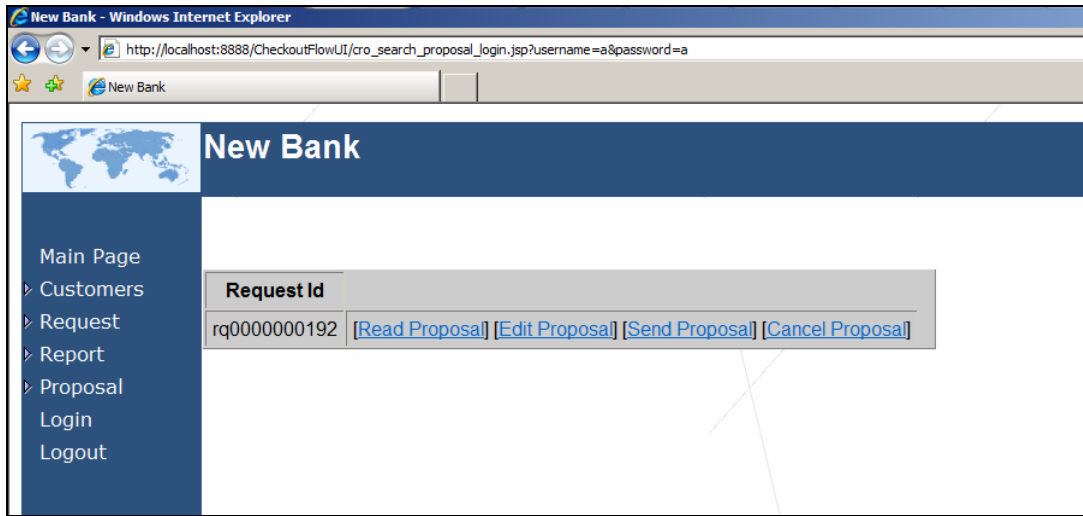 New Bank - Windows Internet Explorer
http://localhost:8888/CheckoutFlowUI/cro_search_proposal_login.jsp?username=a&password=a
New Bank
New Bank
Main Page
Customers
Request
Report
Proposal
Login
Logout
Request Id
rq0000000192 [Read Proposal] [Edit Proposal] [Send Proposal] [Cancel Proposal]